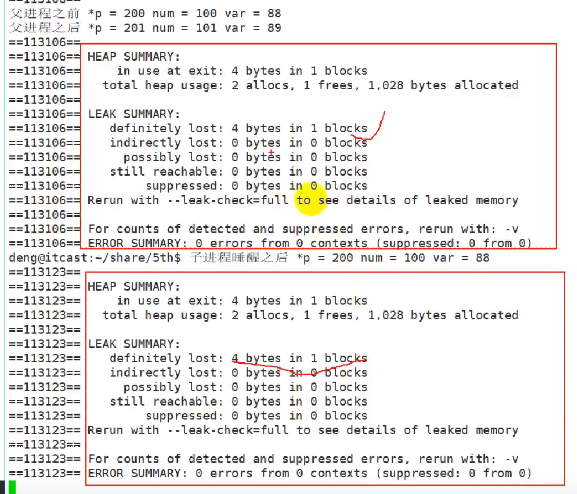 父进程之前 *p = 200 num = 100 var = 88
父进程之后 *p = 201 num = 101 var = 89
==113106==
==113106== HEAP SUMMARY:
==113106==     in use at exit: 4 bytes in 1 blocks
==113106==   total heap usage: 2 allocs, 1 frees, 1,028 bytes allocated
==113106==
==113106== LEAK SUMMARY:
==113106==    definitely lost: 4 bytes in 1 blocks
==113106==    indirectly lost: 0 bytes in 0 blocks
==113106==      possibly lost: 0 bytes in 0 blocks
==113106==    still reachable: 0 bytes in 0 blocks
==113106==         suppressed: 0 bytes in 0 blocks
==113106== Rerun with --leak-check=full to see details of leaked memory
==113106==
==113106== For counts of detected and suppressed errors, rerun with: -v
==113106== ERROR SUMMARY: 0 errors from 0 contexts (suppressed: 0 from 0)
deng@itcast:~/share/5th$ 子进程睡醒之后 *p = 200 num = 100 var = 88
==113123==
==113123== HEAP SUMMARY:
==113123==     in use at exit: 4 bytes in 1 blocks
==113123==   total heap usage: 2 allocs, 1 frees, 1,028 bytes allocated
==113123==
==113123== LEAK SUMMARY:
==113123==    definitely lost: 4 bytes in 1 blocks
==113123==    indirectly lost: 0 bytes in 0 blocks
==113123==      possibly lost: 0 bytes in 0 blocks
==113123==    still reachable: 0 bytes in 0 blocks
==113123==         suppressed: 0 bytes in 0 blocks
==113123== Rerun with --leak-check=full to see details of leaked memory
==113123==
==113123== For counts of detected and suppressed errors, rerun with: -v
==113123== ERROR SUMMARY: 0 errors from 0 contexts (suppressed: 0 from 0)